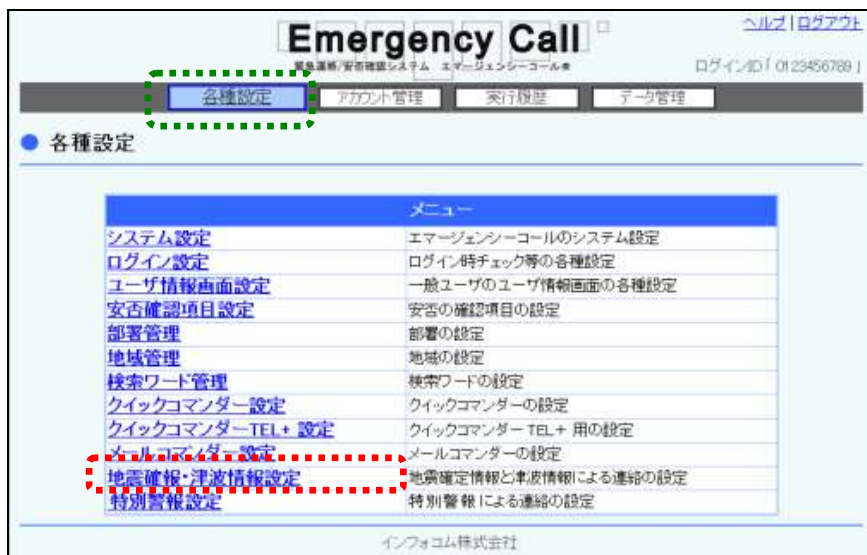 Emergency Call
ヘルプ|ログアウト
緊急連絡/安否確認システム エマージェンシーコール®
ログインID「0123456789」
各種設定 アカウント管理 実行履歴 データ管理
各種設定
メニュー
システム設定 エマージェンシーコールのシステム設定
ログイン設定 ログイン時チェック等の各種設定
ユーザ情報画面設定 一般ユーザのユーザ情報画面の各種設定
安否確認項目設定 安否の確認項目の設定
部署管理 部署の設定
地域管理 地域の設定
検索ワード管理 検索ワードの設定
クイックコマンダー設定 クイックコマンダーの設定
クイックコマンダーTEL+ 設定 クイックコマンダー TEL+ 用の設定
メールコマンダー設定 メールコマンダーの設定
地震確報・津波情報設定 地震確定情報と津波情報による連絡の設定
特別警報設定 特別警報による連絡の設定
インフォコム株式会社